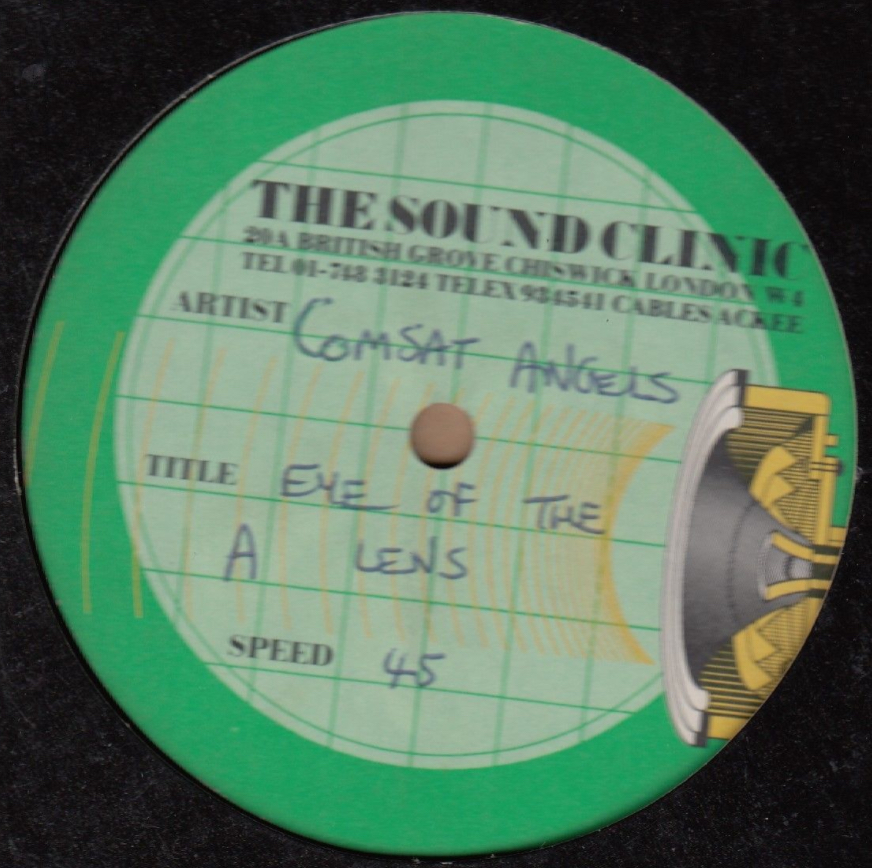 THE SOUND CLINIC
20A BRITISH GROVE CHISWICK LONDON W4
TEL 01-748 3124 TELEX 934541 CABLES ACKEE
ARTIST COMSAT ANGELS
TITLE EYE OF THE
A LENS
SPEED 45